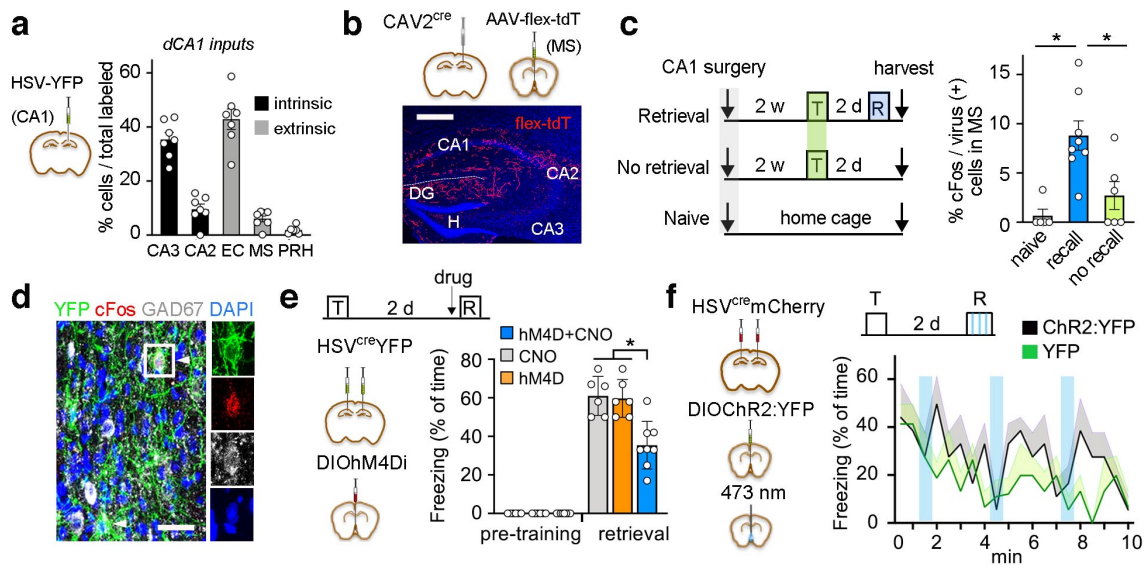 a
dCA1 inputs
HSV-YFP
(CA1)
% cells / total labeled
60
40
20
0
intrinsic
extrinsic
CA3 CA2 EC MS PRH
b
CAV2cre
AAV-flex-tdT
(MS)
flex-tdT
CA1
CA2
DG
H
CA3
c
CA1 surgery
harvest
Retrieval
2 w
T
2 d
R
No retrieval
2 w
T
2 d
Naive
home cage
% cFos / virus (+)
cells in MS
15
10
5
0
* *
naive
recall
no recall
d
YFP cFos GAD67 DAPI
e
drug
T
2 d
R
HSVcreYFP
DIOhM4Di
Freezing (% of time)
80
60
40
20
0
hM4D+CNO
CNO
hM4D
*
pre-training retrieval
f
HSVcremCherry
DIOChR2:YFP
473 nm
T
2 d
R
ChR2:YFP
YFP
Freezing (% of time)
60
40
20
0
0 2 4 6 8 10
min